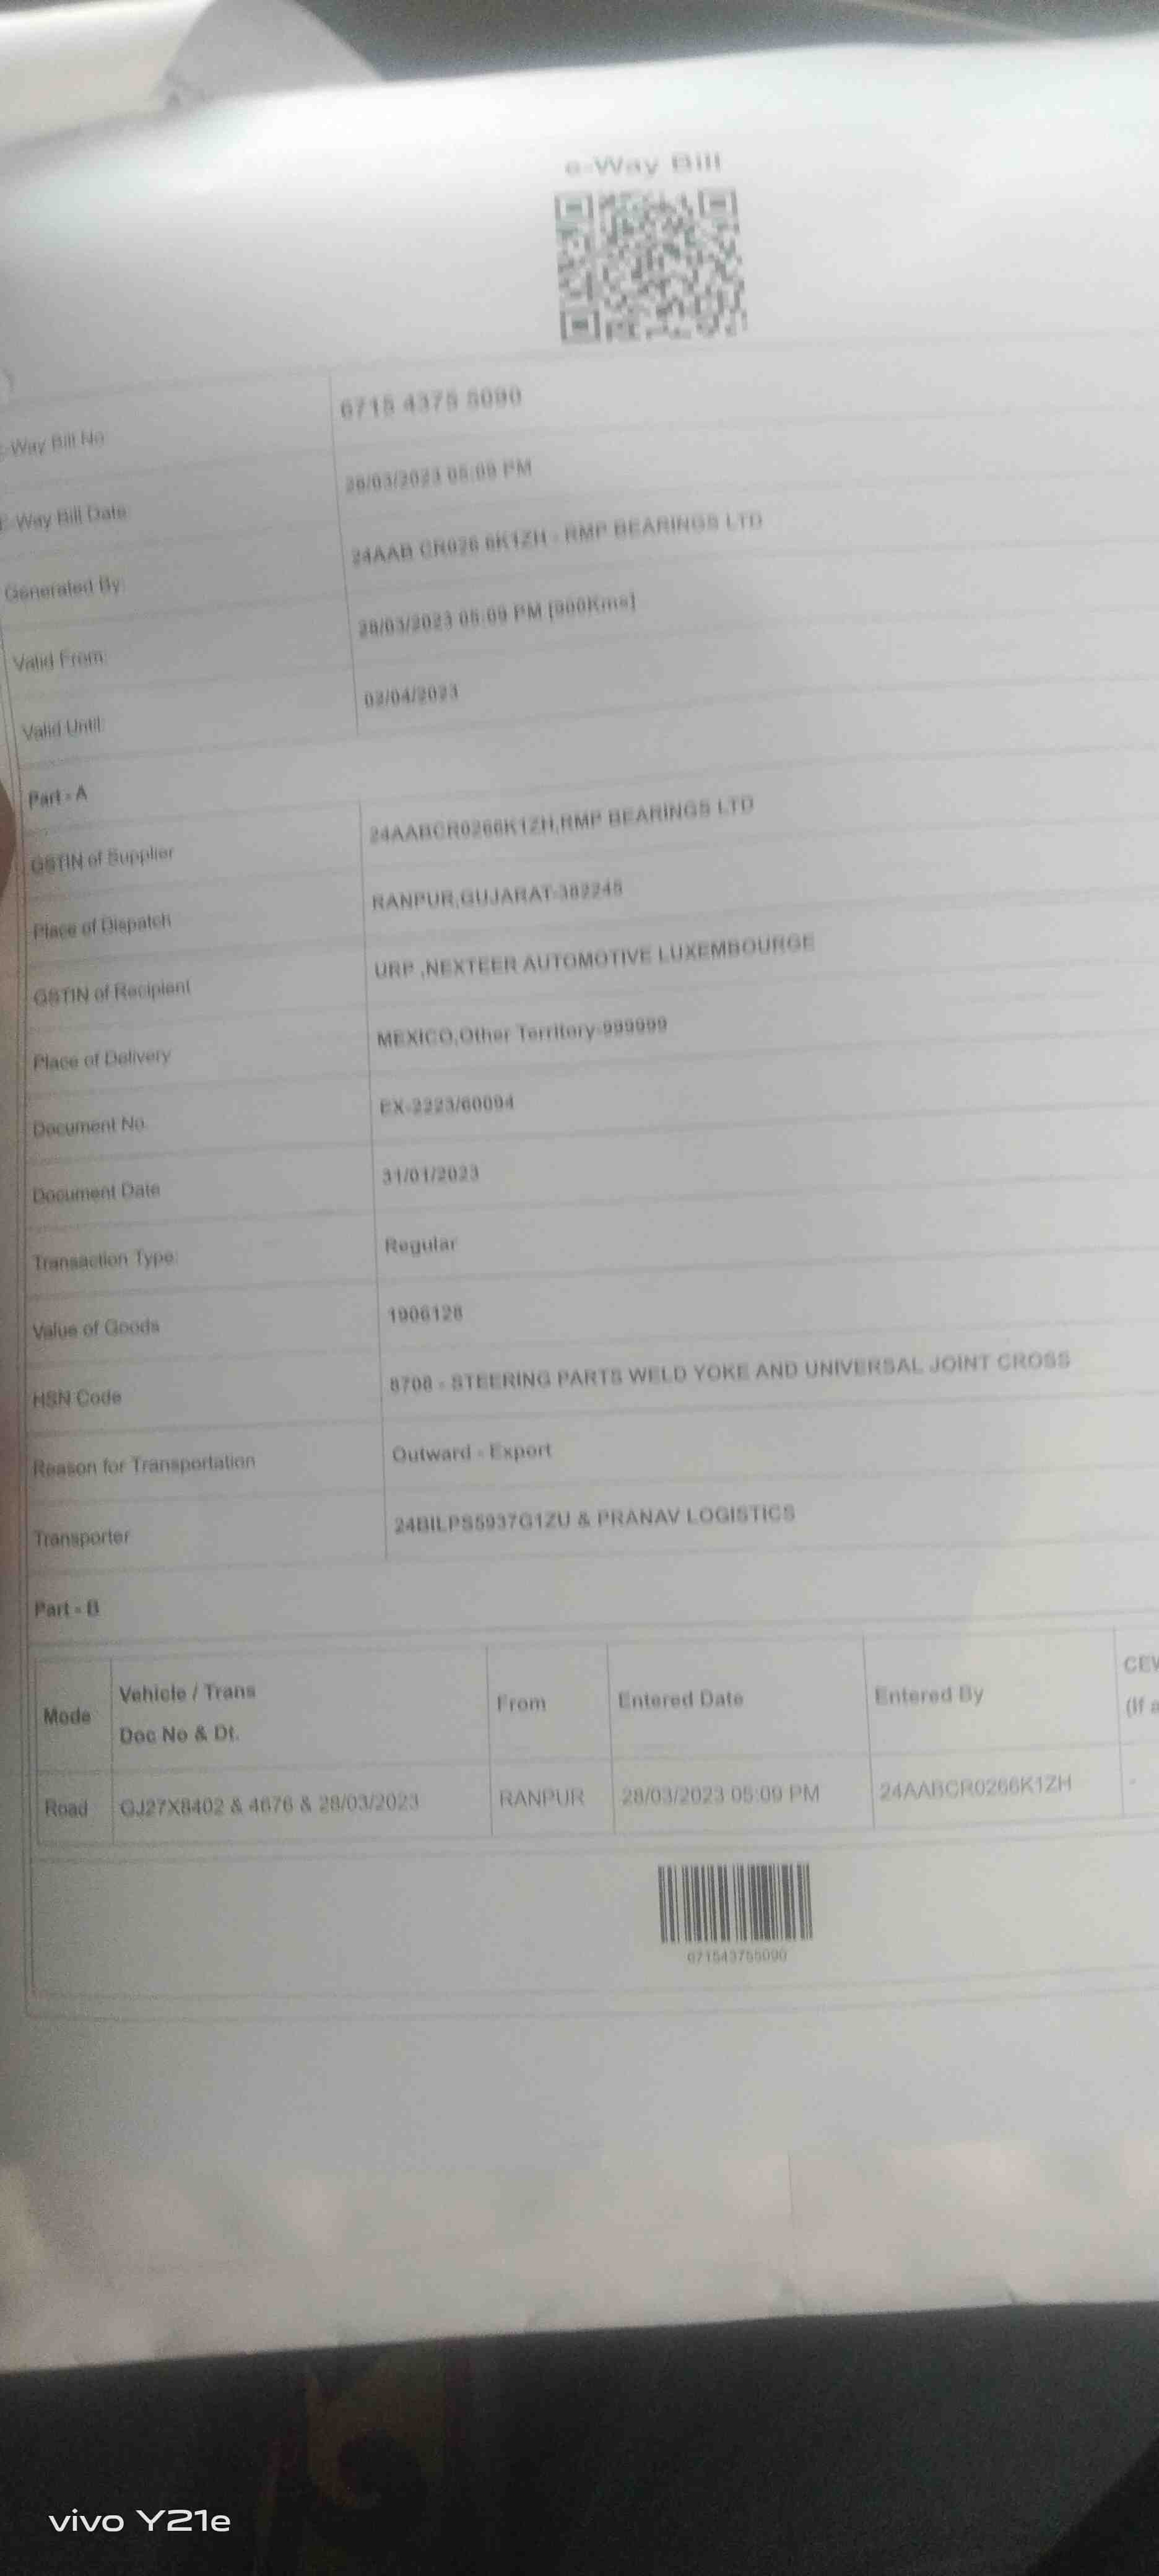 e-Way Bill
E-Way Bill No: 6715 4375 5090
E-Way Bill Date: 28/03/2023 05:09 PM
Generated By: 24AAB CR026 6K1ZH - RMP BEARINGS LTD
Valid From: 28/03/2023 05:09 PM [900Kms]
Valid Until: 02/04/2023
Part - A
GSTIN of Supplier 24AABCR0266K1ZH,RMP BEARINGS LTD
Place of Dispatch RANPUR,GUJARAT-382245
GSTIN of Recipient URP ,NEXTEER AUTOMOTIVE LUXEMBOURGE
Place of Delivery MEXICO,Other Territory-999999
Document No. EX-2223/60094
Document Date 31/01/2023
Transaction Type: Regular
Value of Goods 1906128
HSN Code 8708 - STEERING PARTS WELD YOKE AND UNIVERSAL JOINT CROSS
Reason for Transportation Outward - Export
Transporter 24BILPS5937G1ZU & PRANAV LOGISTICS
Part - B
Mode Vehicle / Trans Doc No & Dt. From Entered Date Entered By
Road GJ27X8402 & 4676 & 28/03/2023 RANPUR 28/03/2023 05:09 PM 24AABCR0266K1ZH -
671543755090
vivo Y21e